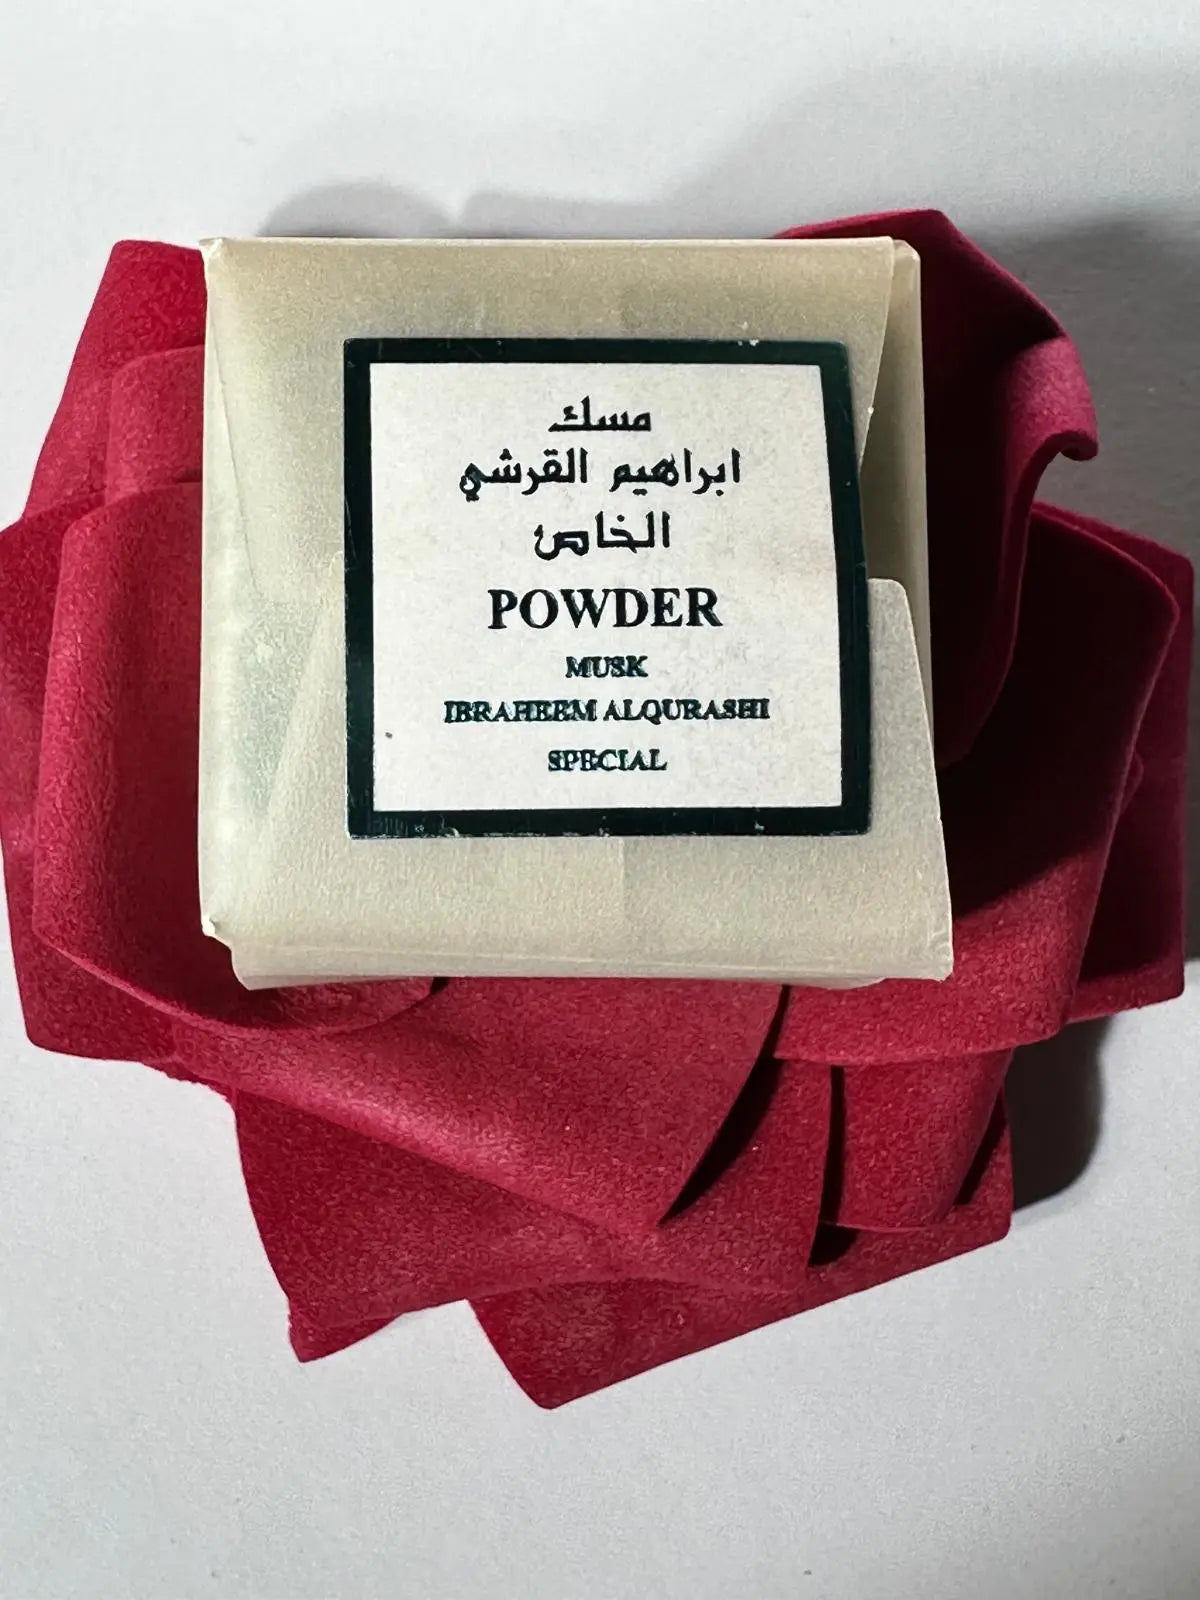 مسك
ابراهيم القرشي
الخاص
POWDER
MUSK
IBRAHEEM ALQURASHI
SPECIAL